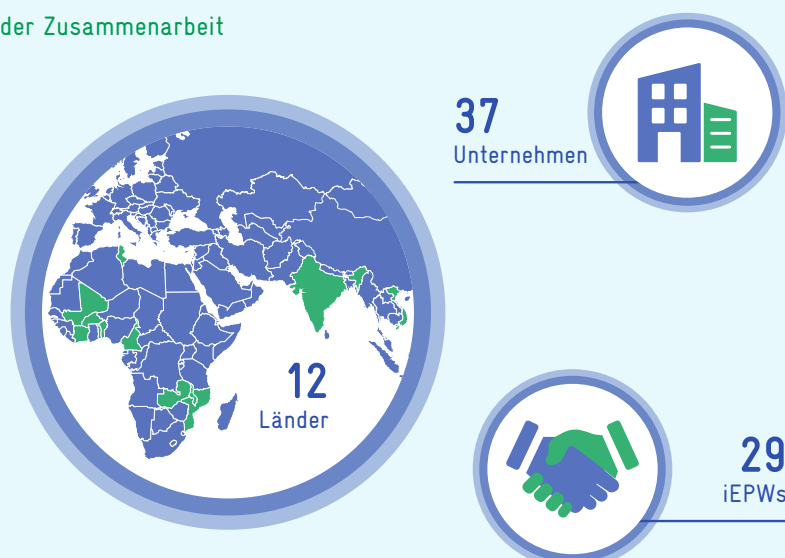 der Zusammenarbeit
37
Unternehmen
12
Länder
29
iEPWs